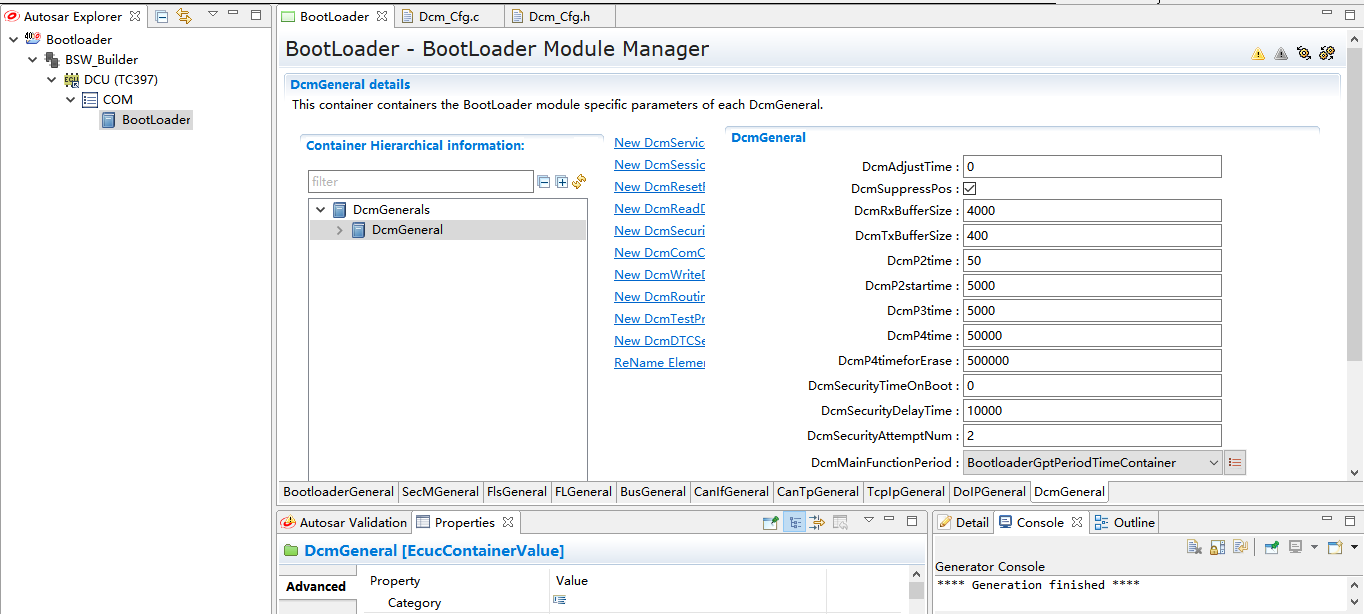 Autosar Explorer
Bootloader
BSW_Builder
DCU (TC397)
COM
BootLoader
BootLoader
Dcm_Cfg.c
Dcm_Cfg.h
BootLoader - BootLoader Module Manager
DcmGeneral details
This container containers the BootLoader module specific parameters of each DcmGeneral.
Container Hierarchical information:
filter
DcmGenerals
DcmGeneral
New DcmServic
New DcmSessic
New DcmResetF
New DcmReadD
New DcmSecuri
New DcmComC
New DcmWriteD
New DcmRoutin
New DcmTestPr
New DcmDTCSe
ReName Elemen
DcmGeneral
DcmAdjustTime : 0
DcmSuppressPos :
DcmRxBufferSize : 4000
DcmTxBufferSize : 400
DcmP2time : 50
DcmP2startime : 5000
DcmP3time : 5000
DcmP4time : 50000
DcmP4timeforErase : 500000
DcmSecurityTimeOnBoot : 0
DcmSecurityDelayTime : 10000
DcmSecurityAttemptNum : 2
DcmMainFunctionPeriod : BootloaderGptPeriodTimeContainer
BootloaderGeneral SecMGeneral FlsGeneral FLGeneral BusGeneral CanIfGeneral CanTpGeneral TcpIpGeneral DoIPGeneral DcmGeneral
Autosar Validation Properties
DcmGeneral [EcucContainerValue]
Advanced
Property Value
Category
Detail Console Outline
Generator Console
**** Generation finished ****